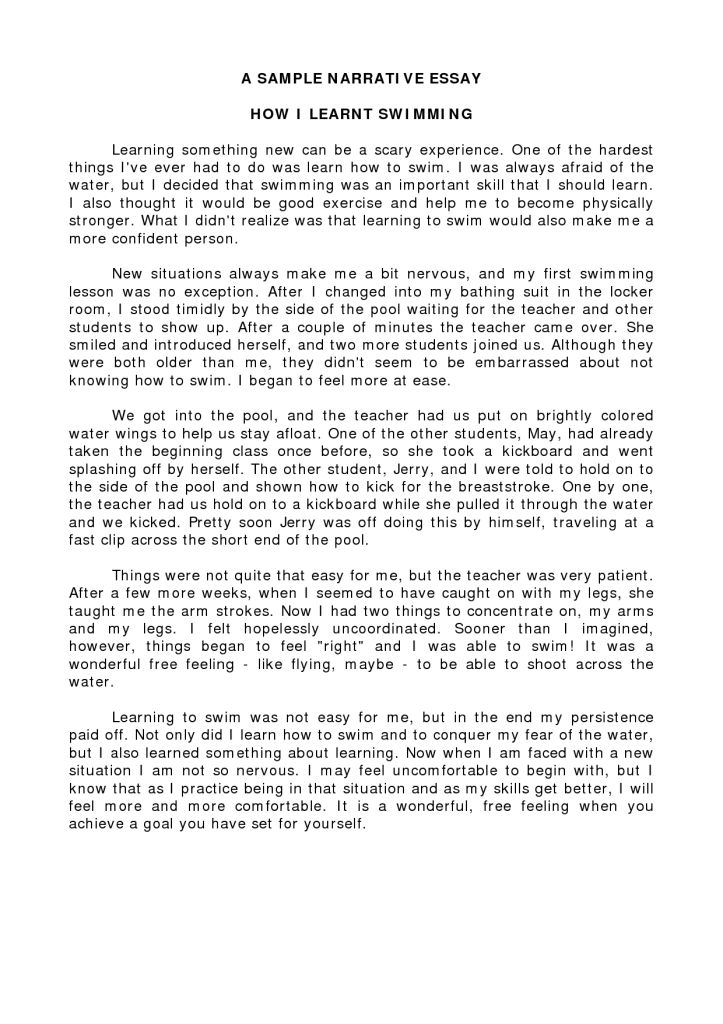 A SAMPLE NARRATIVE ESSAY
HOW I LEARNT SWIMMING
Learning something new can be a scary experience. One of the hardest
things I've ever had to do was learn how to swim. I was always afraid of the
water, but I decided that swimming was an important skill that I should learn.
I also thought it would be good exercise and help me to become physically
stronger. What I didn't realize was that learning to swim would also make me a
more confident person.
New situations always make me a bit nervous, and my first swimming
lesson was no exception. After I changed into my bathing suit in the locker
room, I stood timidly by the side of the pool waiting for the teacher and other
students to show up. After a couple of minutes the teacher came over. She
smiled and introduced herself, and two more students joined us. Although they
were both older than me, they didn't seem to be embarrassed about not
knowing how to swim. I began to feel more at ease.
We got into the pool, and the teacher had us put on brightly colored
water wings to help us stay afloat. One of the other students, May, had already
taken the beginning class once before, so she took a kickboard and went
splashing off by herself. The other student, Jerry, and I were told to hold on to
the side of the pool and shown how to kick for the breaststroke. One by one,
the teacher had us hold on to a kickboard while she pulled it through the water
and we kicked. Pretty soon Jerry was off doing this by himself, traveling at a
fast clip across the short end of the pool.
Things were not quite that easy for me, but the teacher was very patient.
After a few more weeks, when I seemed to have caught on with my legs, she
taught me the arm strokes. Now I had two things to concentrate on, my arms
and my legs. I felt hopelessly uncoordinated. Sooner than I imagined,
however, things began to feel "right" and I was able to swim! It was a
wonderful free feeling - like flying, maybe - to be able to shoot across the
water.
Learning to swim was not easy for me, but in the end my persistence
paid off. Not only did I learn how to swim and to conquer my fear of the water,
but I also learned something about learning. Now when I am faced with a new
situation I am not so nervous. I may feel uncomfortable to begin with, but I
know that as I practice being in that situation and as my skills get better, I will
feel more and more comfortable. It is a wonderful, free feeling when you
achieve a goal you have set for yourself.